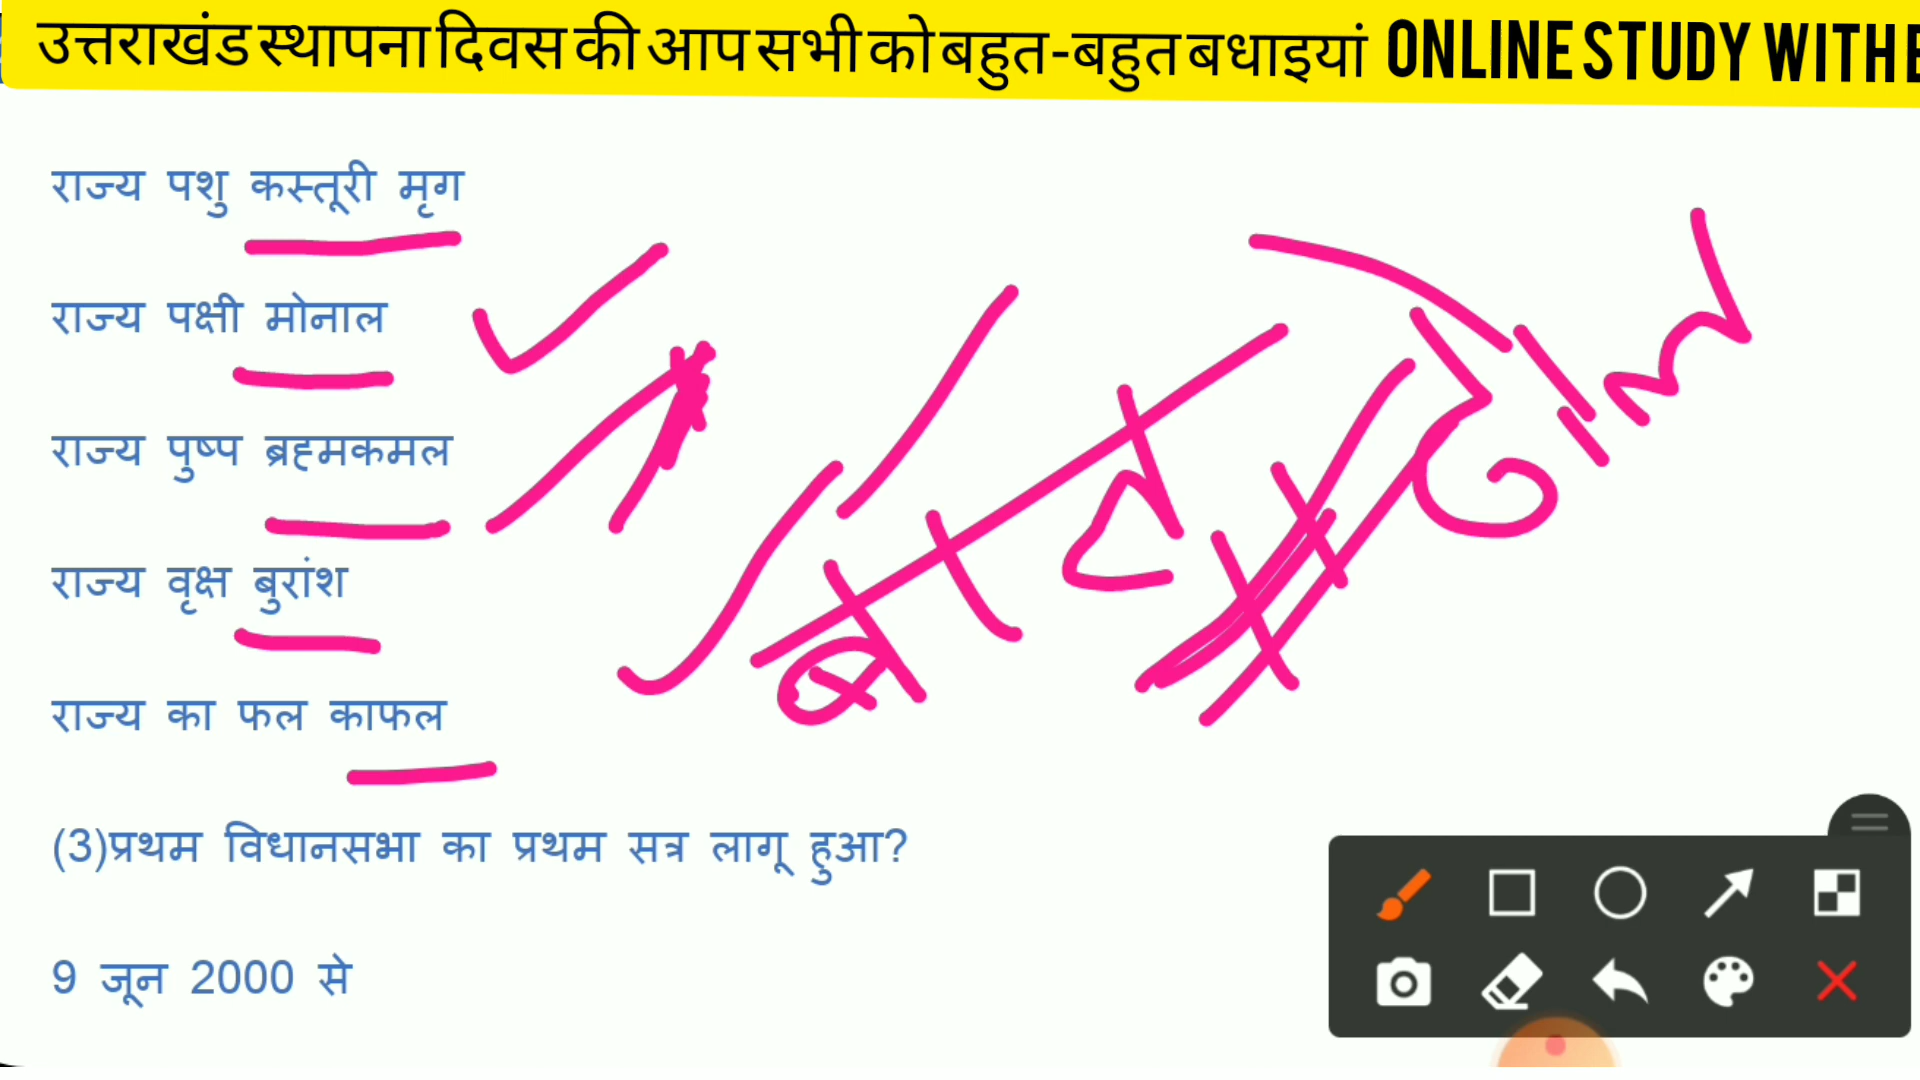 उत्तराखंड स्थापना दिवस की आप सभी को बहुत-बहुत बधाइयां ONLINE STUDY WITH
राज्य पशु कस्तूरी मृग
राज्य पक्षी मोनाल
राज्य पुष्प ब्रह्मकमल
राज्य वृक्ष बुरांश
राज्य का फल काफल
(3)प्रथम विधानसभा का प्रथम सत्र लागू हुआ?
9 जून 2000 से